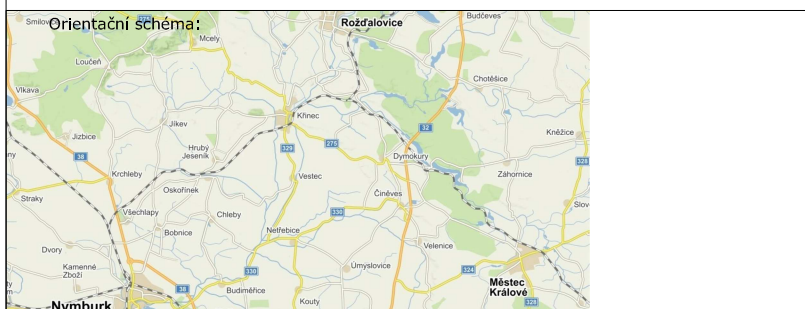 Orientační schéma:
Smilov
275
Rožďalovice
Budčeves
Mcely
Loučeň
Chotěšice
Vlkava
Křinec
Jíkev
32
Kněžice
Jizbice
Hrubý
Jeseník
329
275
Dymokury
38
328
Krchleby
Vestec
Záhornice
Oskořínek
Činěves
Straky
Všechlapy
Chleby
330
Slov
Bobnice
Netřebice
Dvory
Velenice
Kamenné
Zboží
330
Úmyslovice
324
Městec
Králové
38
Budiměřice
Kouty
328
Nymburk